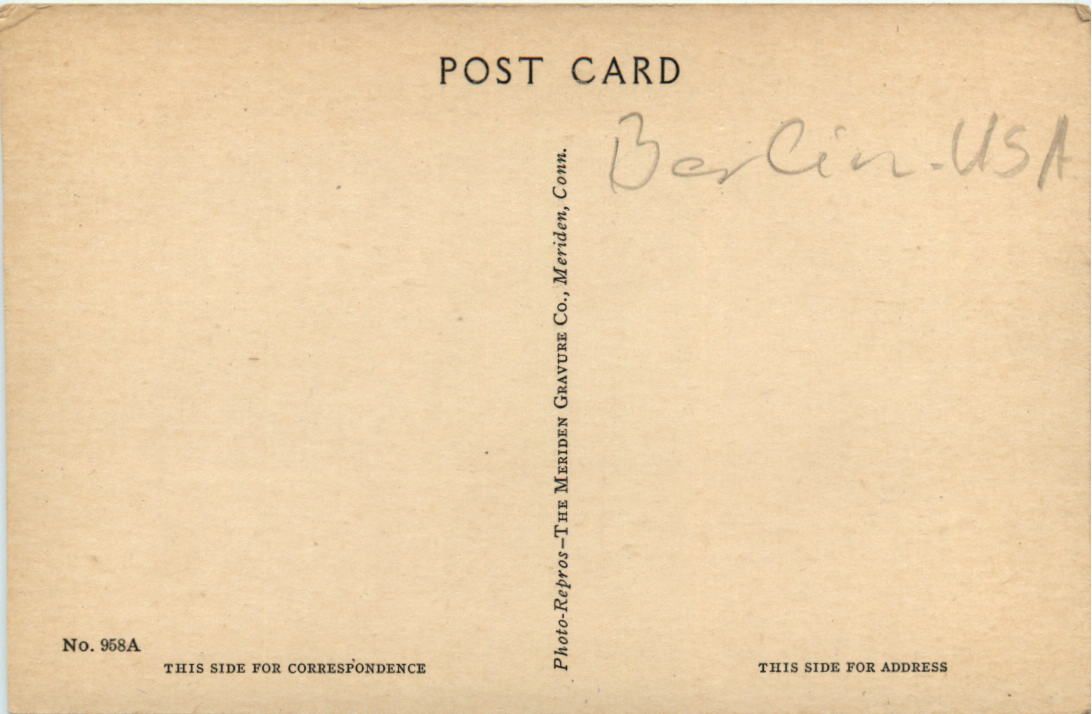 POST CARD
Berlin-USA
Photo-Repros—THE MERIDEN GRAVURE CO., Meriden, Conn.
No. 958A
THIS SIDE FOR CORRESPONDENCE
THIS SIDE FOR ADDRESS